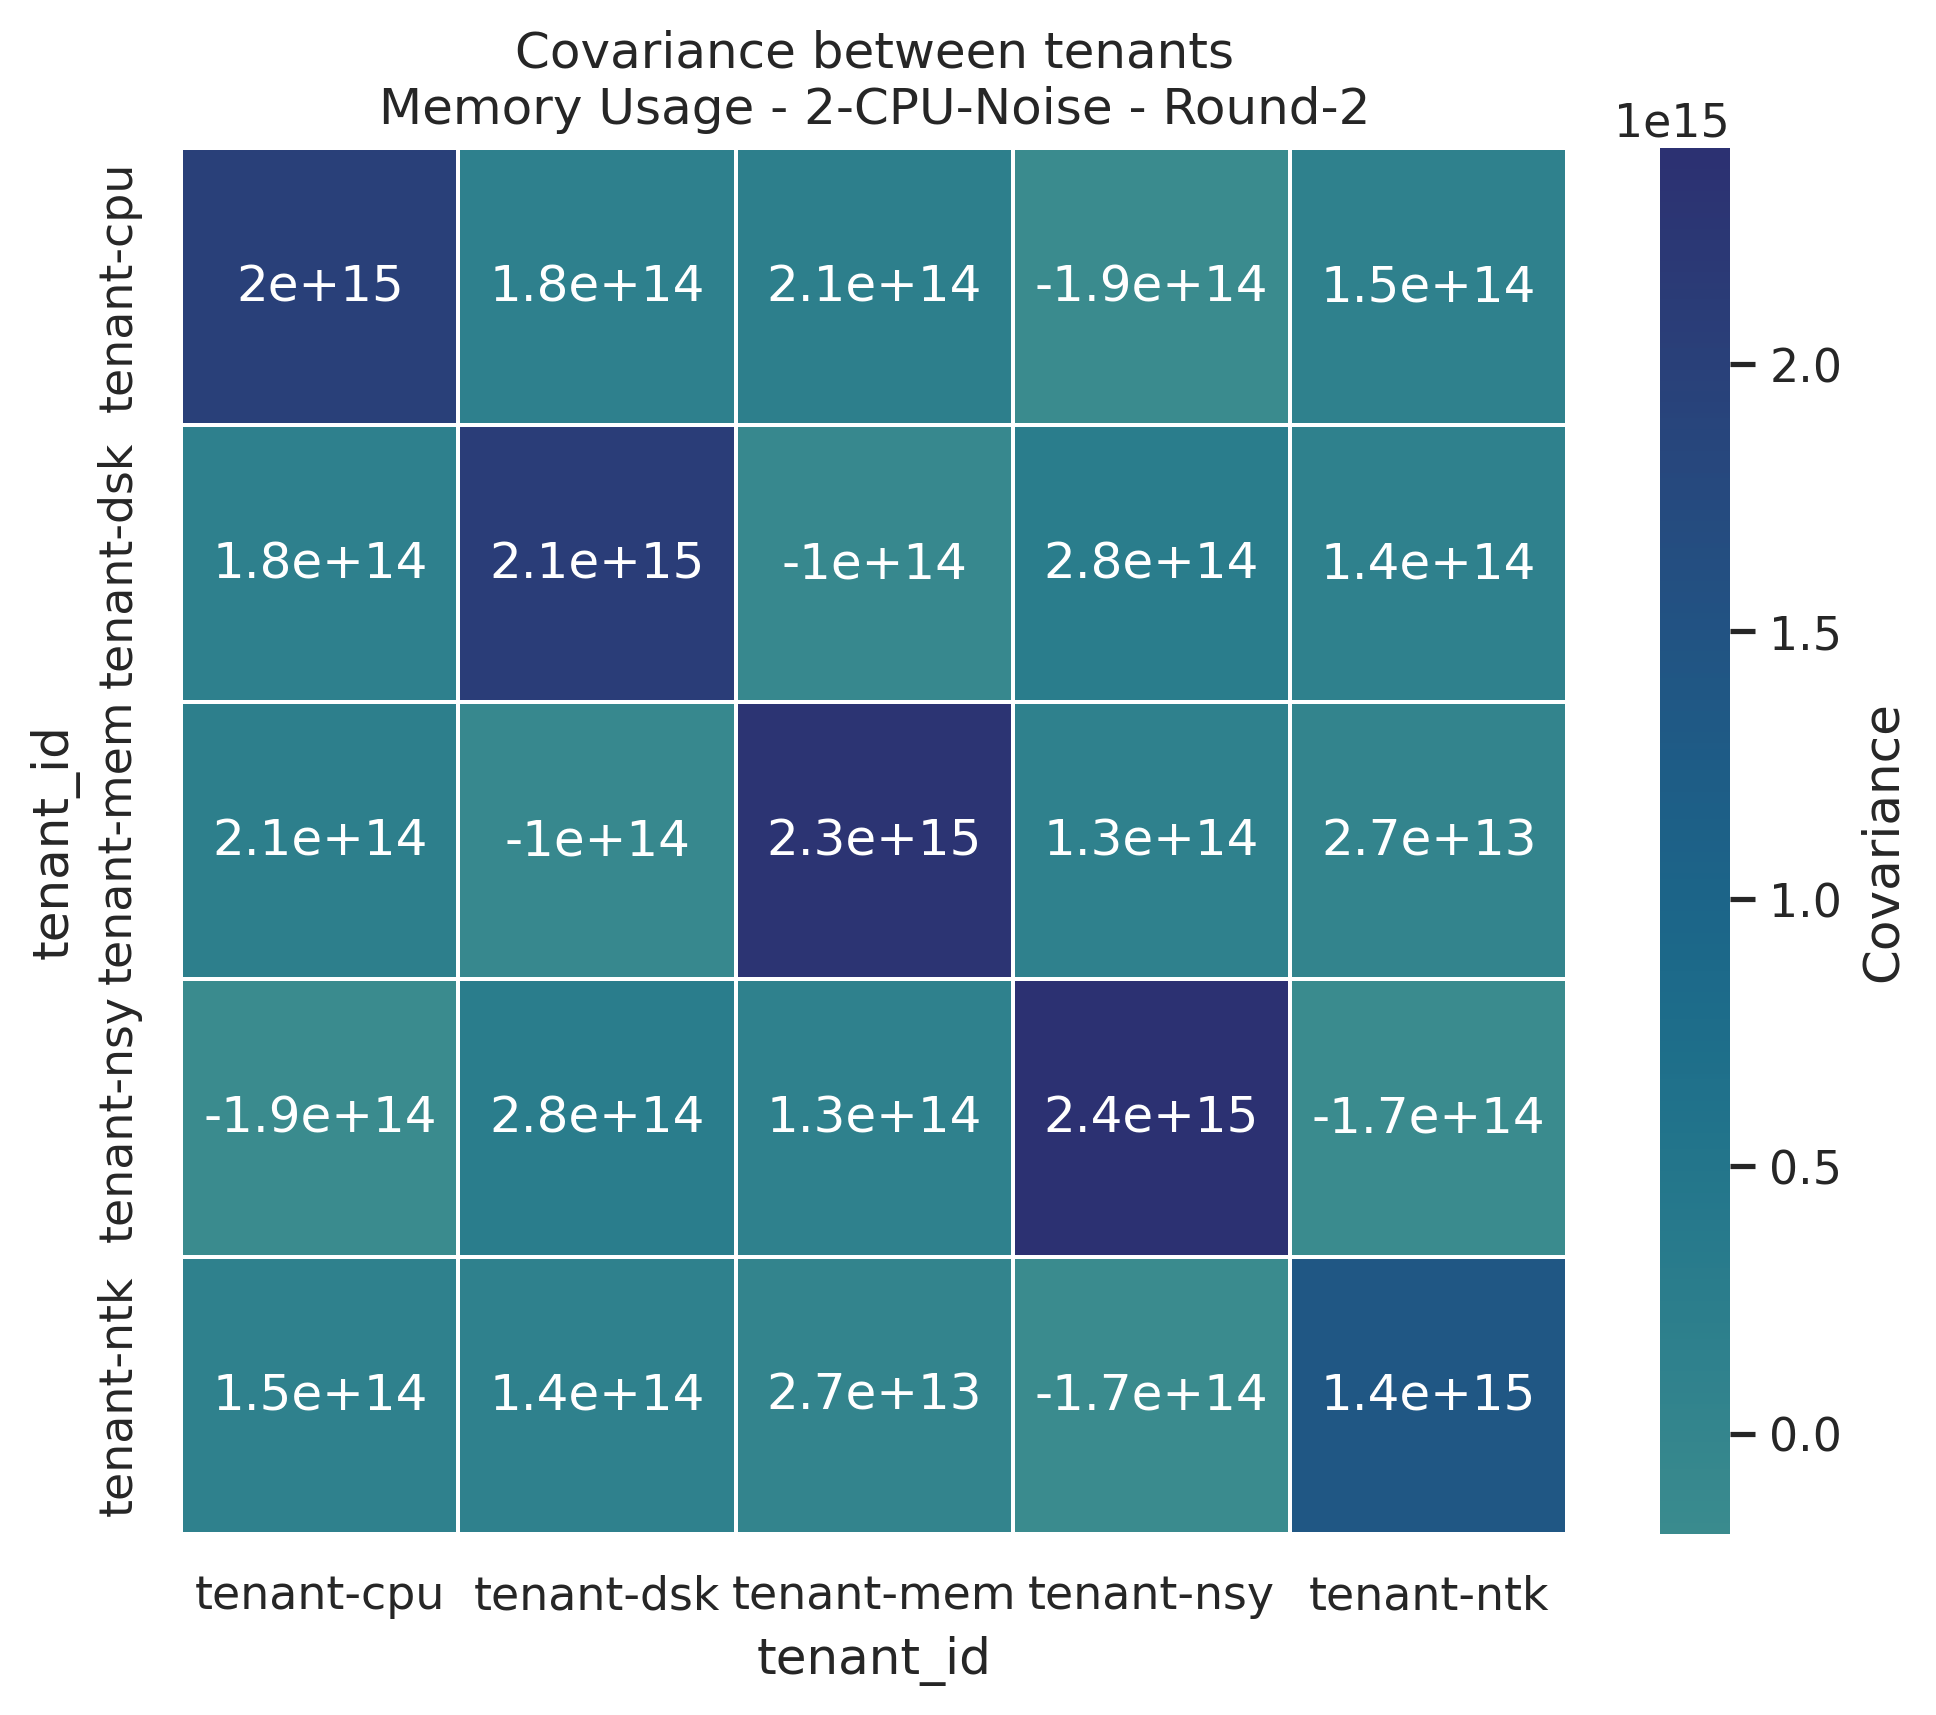 Covariance between tenants
Memory Usage - 2-CPU-Noise - Round-2
1e15
tenant-cpu
2e+15 1.8e+14 2.1e+14 -1.9e+14 1.5e+14
tenant-dsk
1.8e+14 2.1e+15 -1e+14 2.8e+14 1.4e+14
tenant-mem
2.1e+14 -1e+14 2.3e+15 1.3e+14 2.7e+13
tenant-nsy
-1.9e+14 2.8e+14 1.3e+14 2.4e+15 -1.7e+14
tenant-ntk
1.5e+14 1.4e+14 2.7e+13 -1.7e+14 1.4e+15
tenant_id
tenant-cpu tenant-dsk tenant-mem tenant-nsy tenant-ntk
tenant_id
2.0
1.5
1.0
0.5
0.0
Covariance